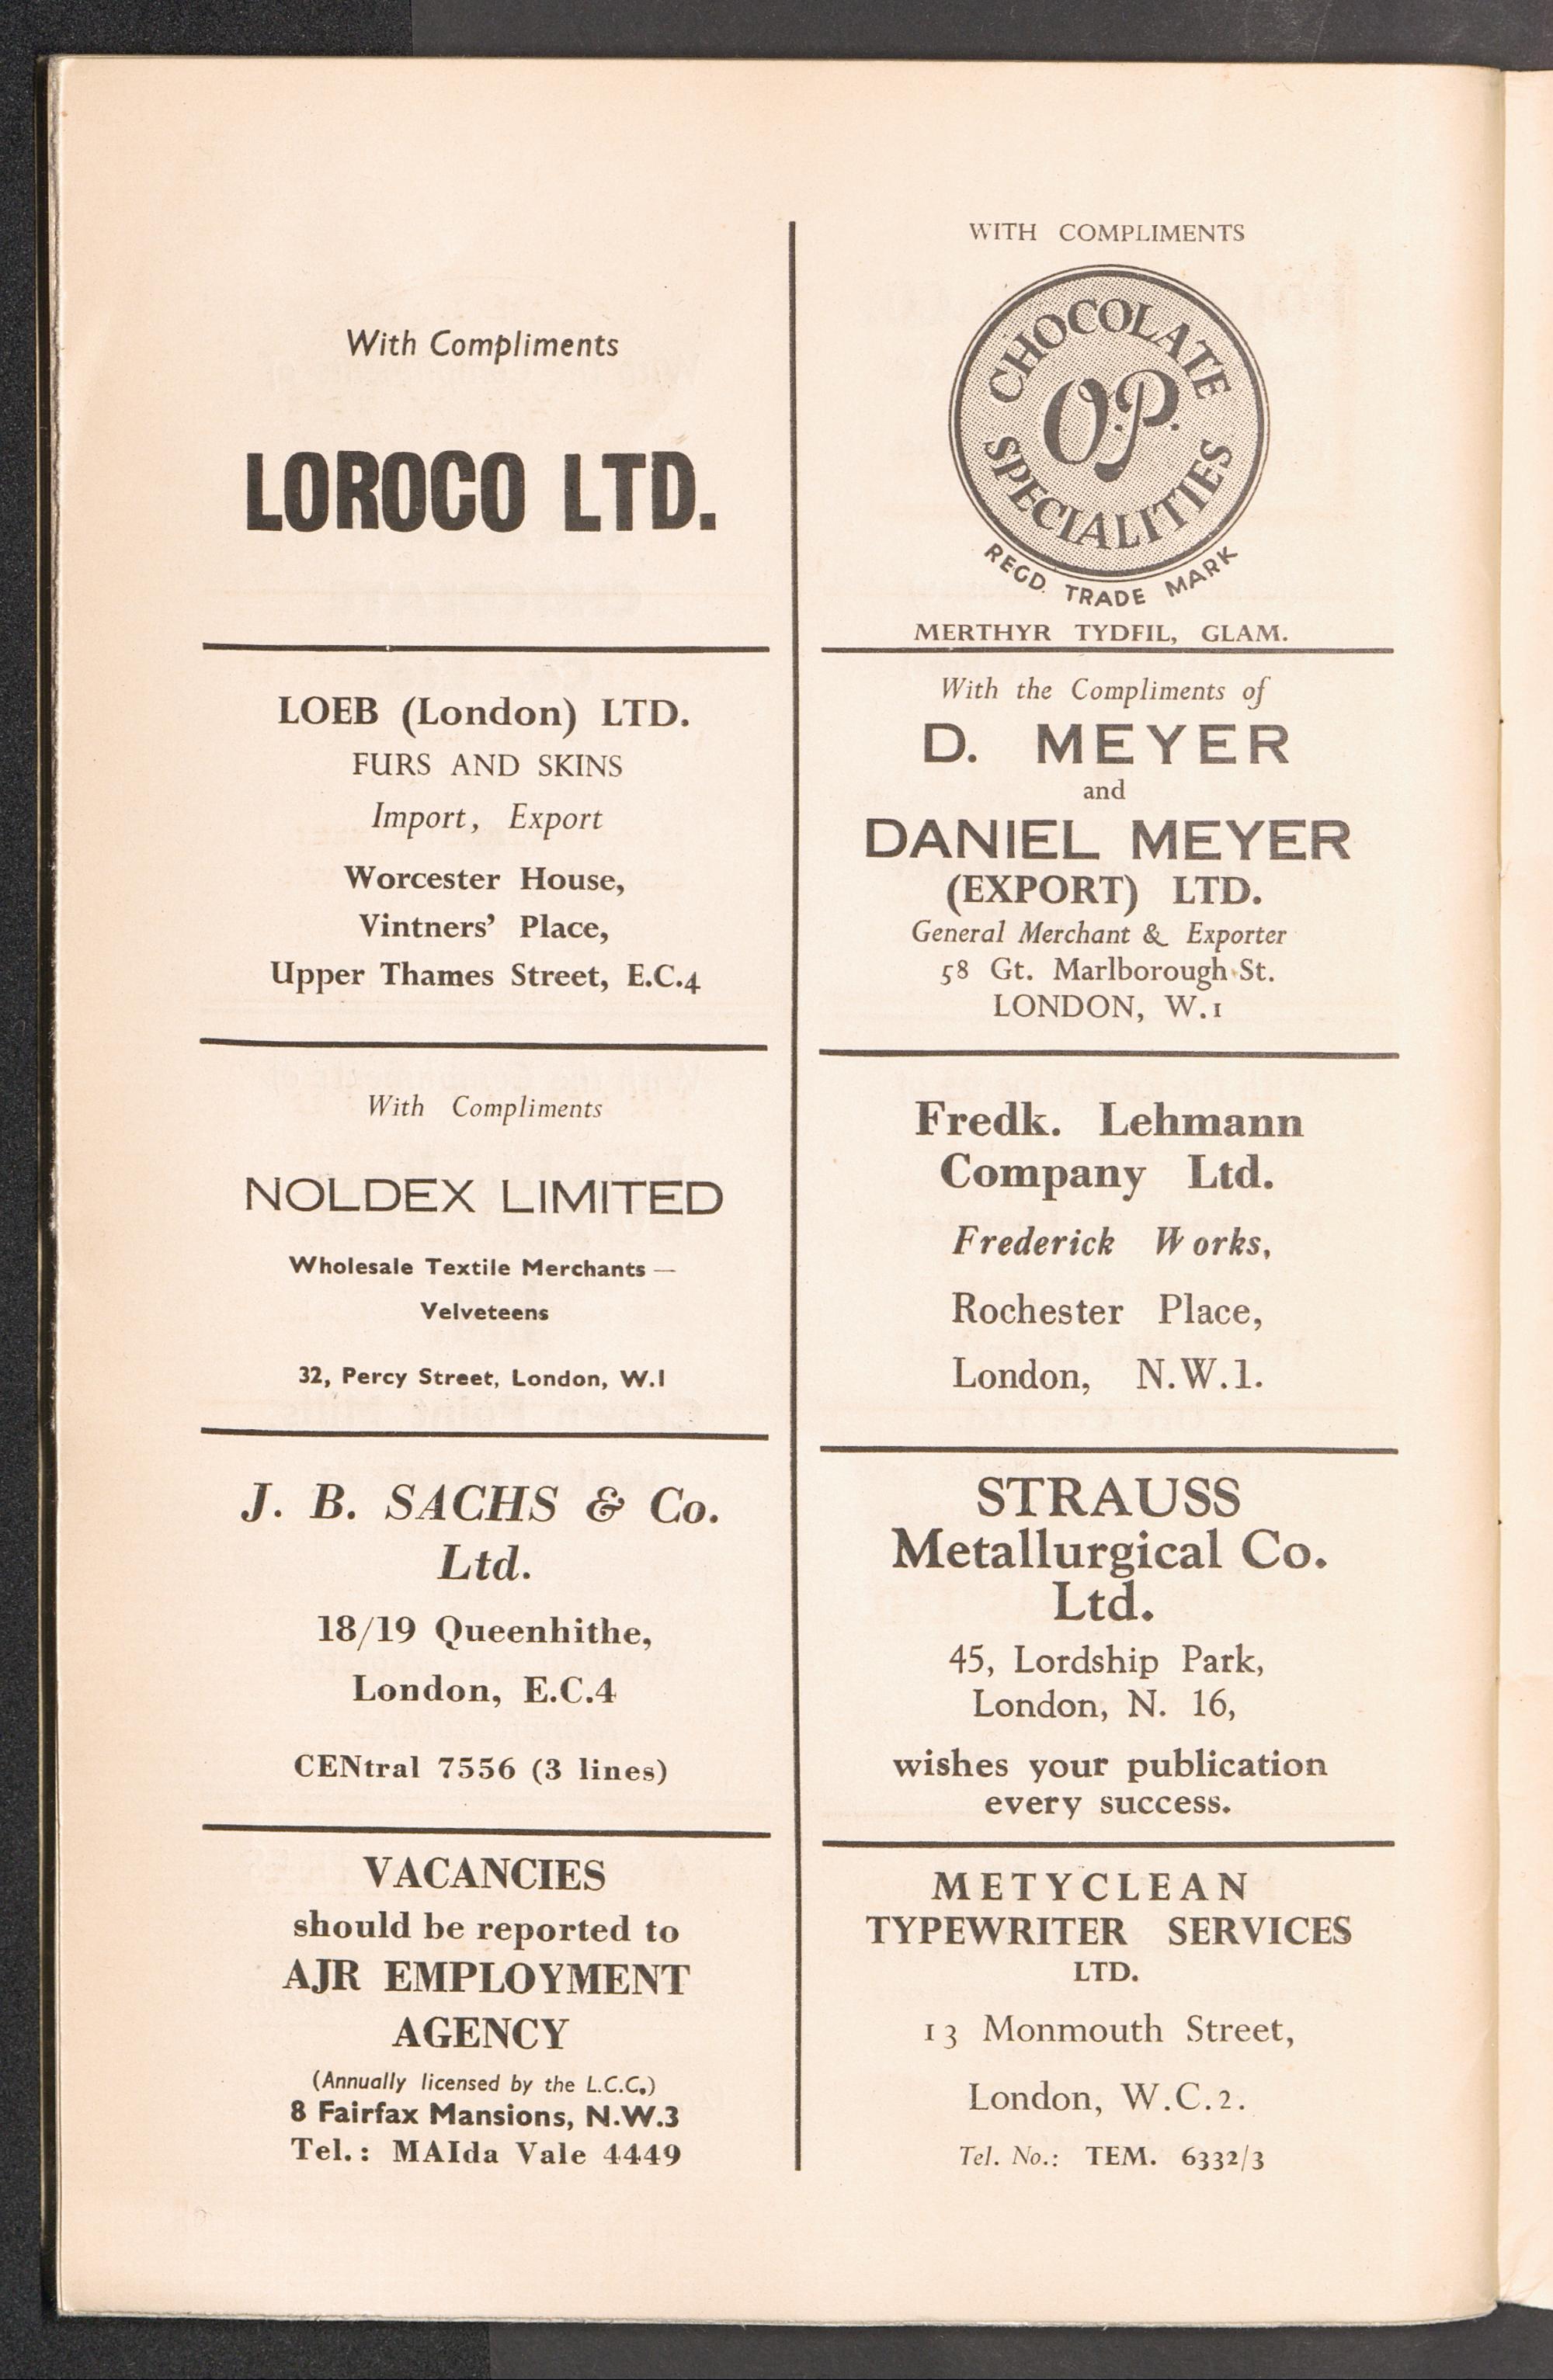 With Compliments
LOROCO LTD.
LOEB (London) LTD.
FURS AND SKINS
Import, Export
Worcester House,
Vintners' Place,
Upper Thames Street, E.C.4
With Compliments
NOLDEX LIMITED
Wholesale Textile Merchants —
Velveteens
32, Percy Street, London, W.1
J. B. SACHS & Co.
Ltd.
18/19 Queenhithe,
London, E.C.4
CENtral 7556 (3 lines)
VACANCIES
should be reported to
AJR EMPLOYMENT
AGENCY
(Annually licensed by the L.C.C.)
8 Fairfax Mansions, N.W.3
Tel.: MAIda Vale 4449
WITH COMPLIMENTS
CHOCOLATE
O.P.
SPECIALITIES
REGD. TRADE MARK
MERTHYR TYDFIL, GLAM.
With the Compliments of
D. MEYER
and
DANIEL MEYER
(EXPORT) LTD.
General Merchant & Exporter
58 Gt. Marlborough St.
LONDON, W.1
Fredk. Lehmann
Company Ltd.
Frederick Works,
Rochester Place,
London, N.W.1.
STRAUSS
Metallurgical Co.
Ltd.
45, Lordship Park,
London, N. 16,
wishes your publication
every success.
METYCLEAN
TYPEWRITER SERVICES
LTD.
13 Monmouth Street,
London, W.C.2.
Tel. No.: TEM. 6332/3